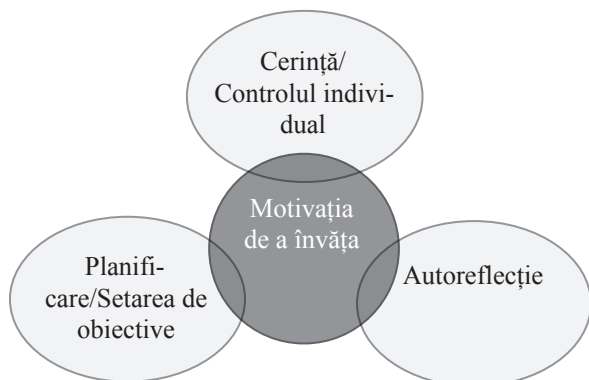 Cerință/
Controlul indivi-
dual
Motivația
de a învăța
Planifi-
care/Setarea de
obiective
Autoreflecție